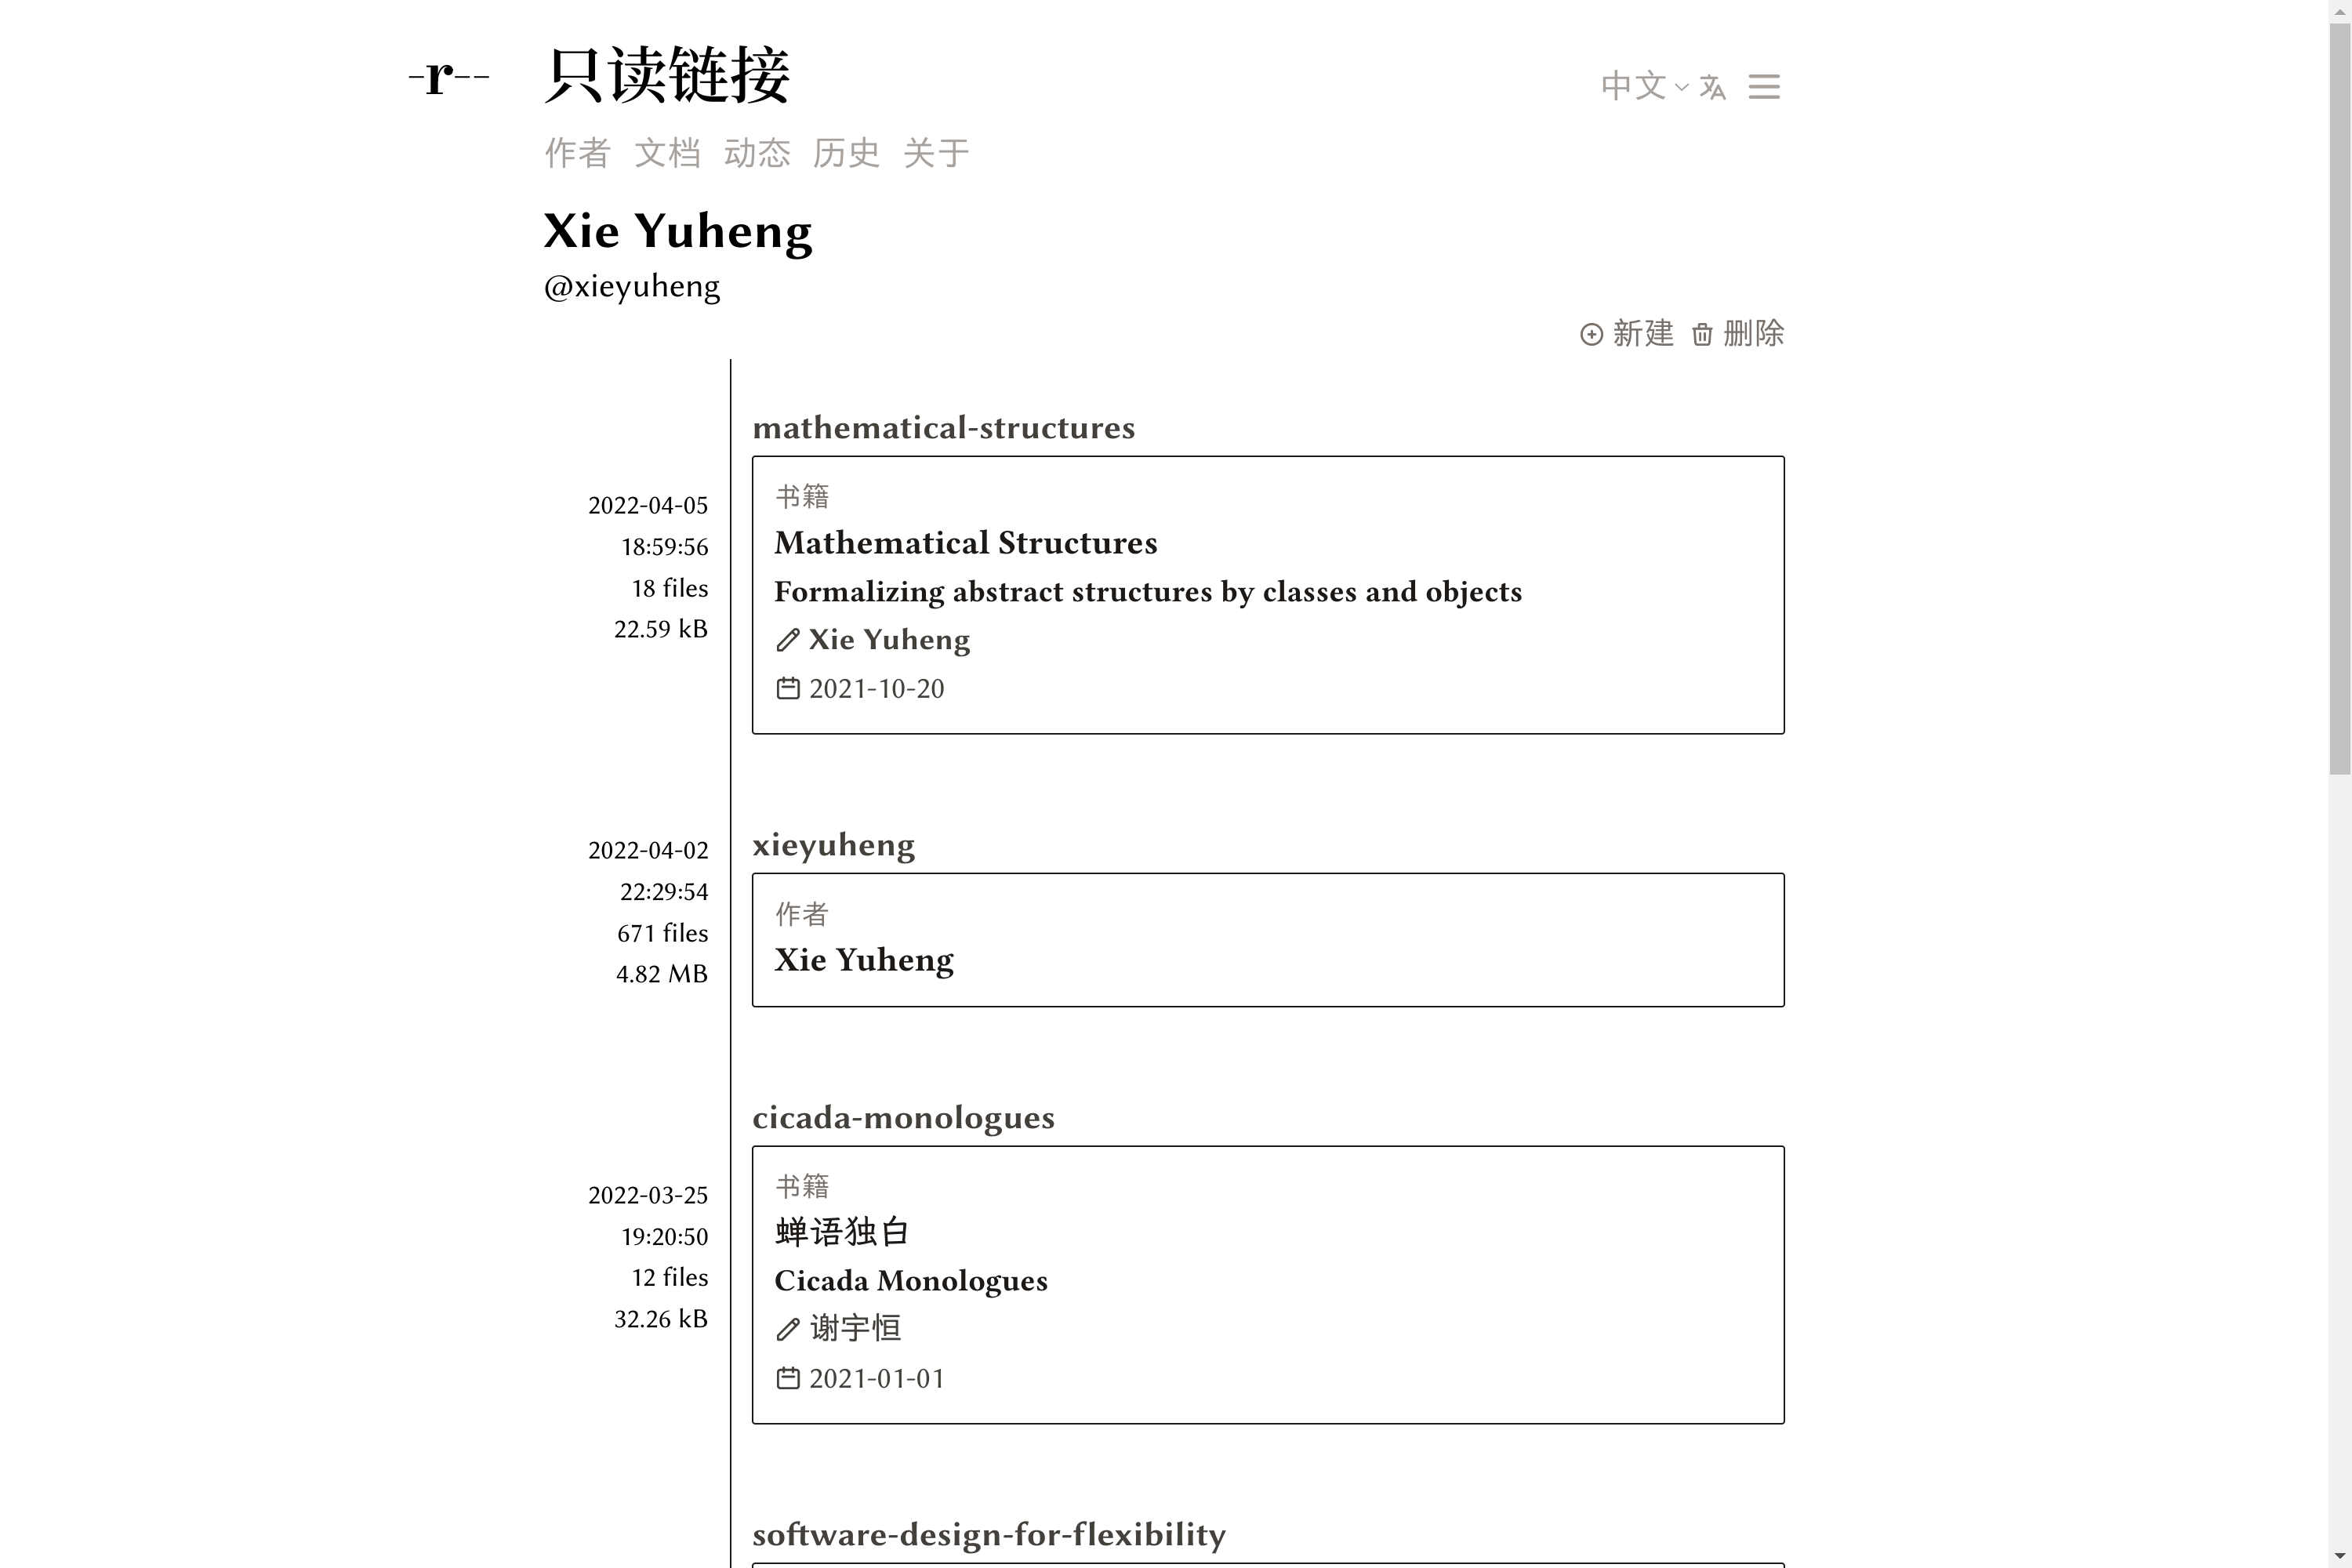 -r-- 只读链接
中文
作者 文档 动态 历史 关于
Xie Yuheng
@xieyuheng
新建 删除
mathematical-structures
2022-04-05
18:59:56
18 files
22.59 kB
书籍
Mathematical Structures
Formalizing abstract structures by classes and objects
Xie Yuheng
2021-10-20
xieyuheng
2022-04-02
22:29:54
671 files
4.82 MB
作者
Xie Yuheng
cicada-monologues
2022-03-25
19:20:50
12 files
32.26 kB
书籍
蝉语独白
Cicada Monologues
谢宇恒
2021-01-01
software-design-for-flexibility